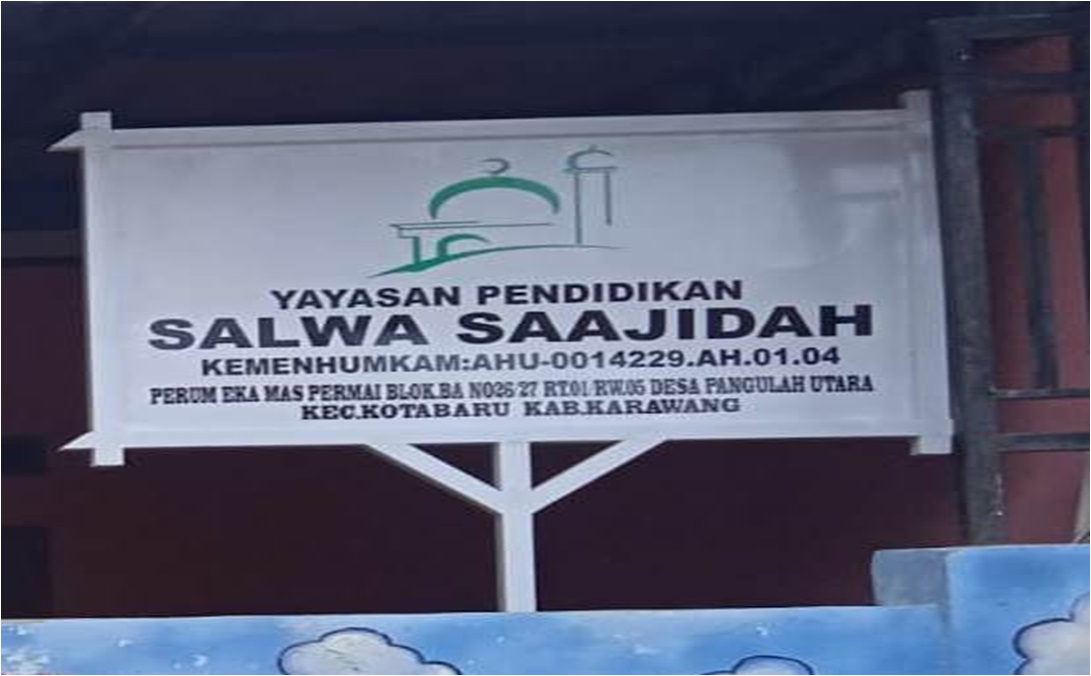 YAYASAN PENDIDIKAN
SALWA SAAJIDAH
KEMENHUMKAM:AHU-0014229.AH.01.04
PERUM EKA MAS PERMAI BLOK.BA NO26/27 RT.01/RW.05 DESA PANGULAH UTARA
KEC.KOTABARU KAB.KARAWANG